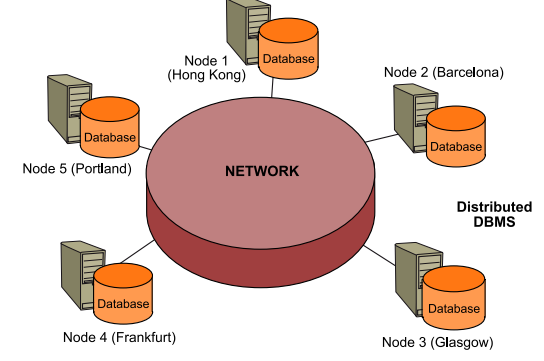 Node 1
(Hong Kong)
Database
Node 2 (Barcelona)
Database
Database
Node 5 (Portland)
NETWORK
Distributed
DBMS
Database
Node 4 (Frankfurt)
Database
Node 3 (Glasgow)